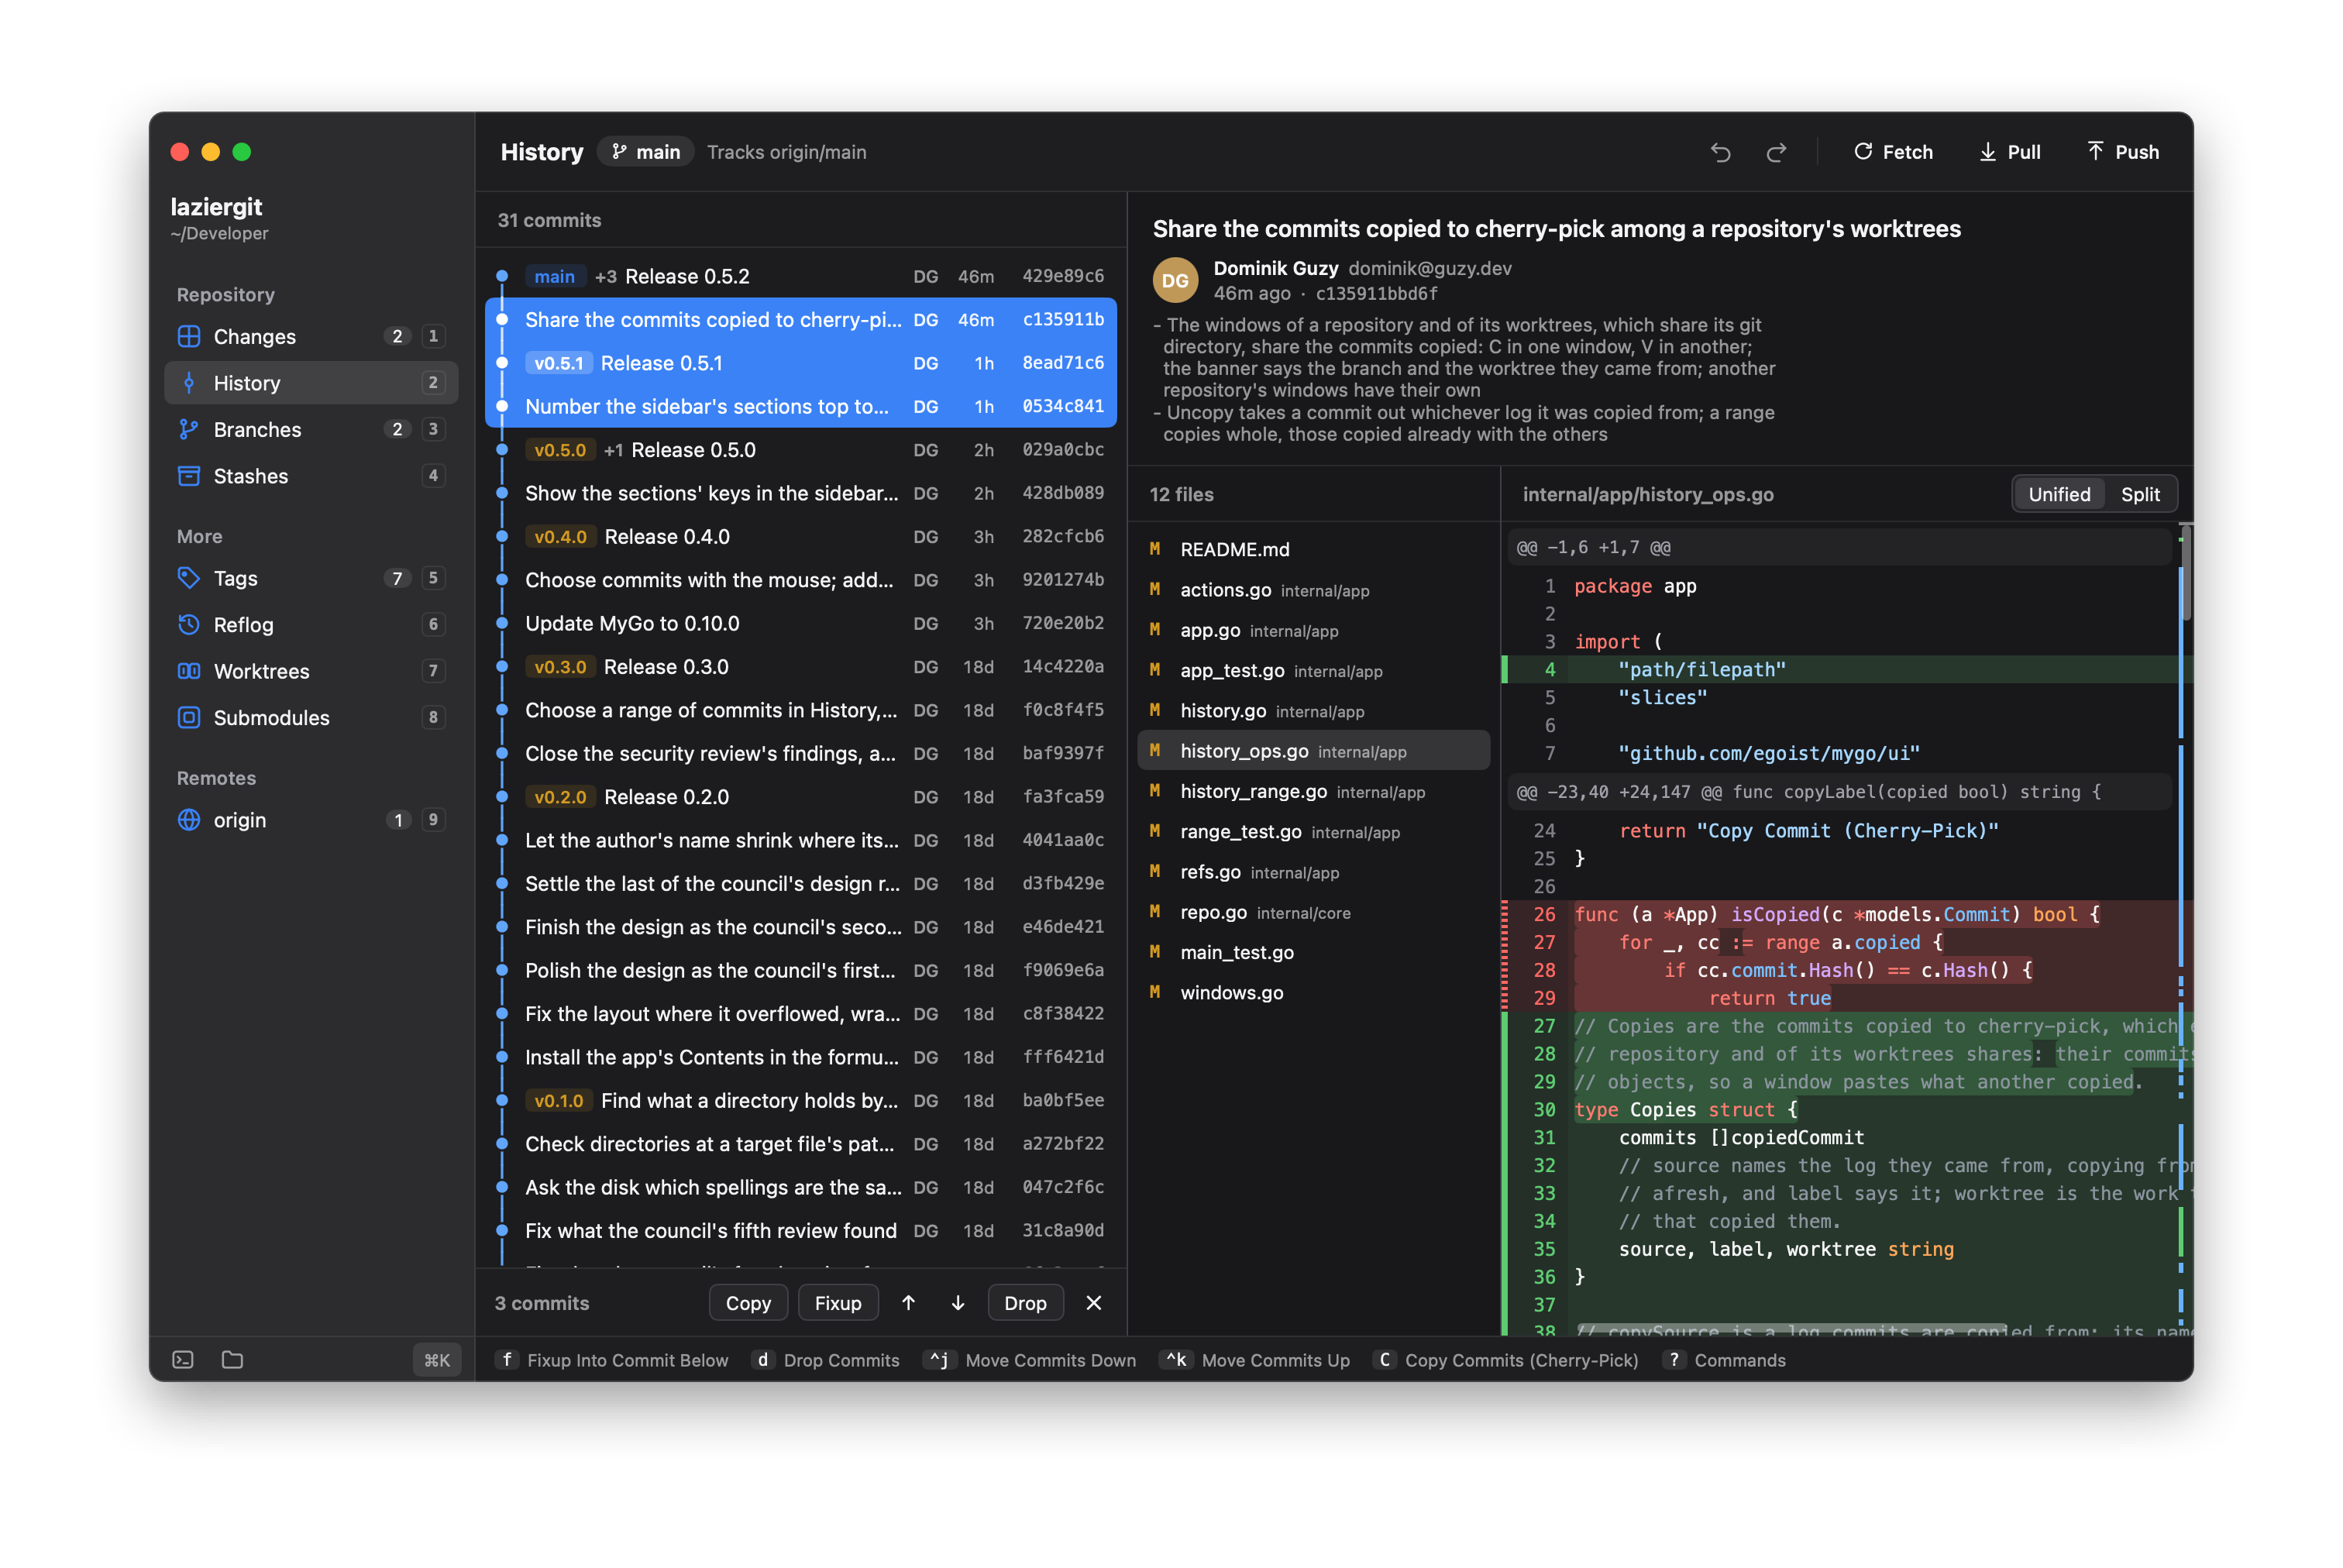 laziergit
~/Developer
Repository
Changes 2 1
History 2
Branches 2 3
Stashes 4
More
Tags 7 5
Reflog 6
Worktrees 7
Submodules 8
Remotes
origin 1 9
⌘K
History main Tracks origin/main
Fetch Pull Push
31 commits
main +3 Release 0.5.2 DG 46m 429e89c6
Share the commits copied to cherry-pi... DG 46m c135911b
v0.5.1 Release 0.5.1 DG 1h 8ead71c6
Number the sidebar's sections top to... DG 1h 0534c841
v0.5.0 +1 Release 0.5.0 DG 2h 029a0cbc
Show the sections' keys in the sidebar... DG 2h 428db089
v0.4.0 Release 0.4.0 DG 3h 282cfcb6
Choose commits with the mouse; add... DG 3h 9201274b
Update MyGo to 0.10.0 DG 3h 720e20b2
v0.3.0 Release 0.3.0 DG 18d 14c4220a
Choose a range of commits in History,... DG 18d f0c8f4f5
Close the security review's findings, a... DG 18d baf9397f
v0.2.0 Release 0.2.0 DG 18d fa3fca59
Let the author's name shrink where its... DG 18d 4041aa0c
Settle the last of the council's design r... DG 18d d3fb429e
Finish the design as the council's seco... DG 18d e46de421
Polish the design as the council's first... DG 18d f9069e6a
Fix the layout where it overflowed, wra... DG 18d c8f38422
Install the app's Contents in the formu... DG 18d fff6421d
v0.1.0 Find what a directory holds by... DG 18d ba0bf5ee
Check directories at a target file's pat... DG 18d a272bf22
Ask the disk which spellings are the sa... DG 18d 047c2f6c
Fix what the council's fifth review found DG 18d 31c8a90d
3 commits Copy Fixup ↑ ↓ Drop ×
Share the commits copied to cherry-pick among a repository's worktrees
DG Dominik Guzy dominik@guzy.dev
46m ago · c135911bbd6f
- The windows of a repository and of its worktrees, which share its git
directory, share the commits copied: C in one window, V in another;
the banner says the branch and the worktree they came from; another
repository's windows have their own
- Uncopy takes a commit out whichever log it was copied from; a range
copies whole, those copied already with the others
12 files
M README.md
M actions.go internal/app
M app.go internal/app
M app_test.go internal/app
M history.go internal/app
M history_ops.go internal/app
M history_range.go internal/app
M range_test.go internal/app
M refs.go internal/app
M repo.go internal/core
M main_test.go
M windows.go
internal/app/history_ops.go Unified Split
@@ -1,6 +1,7 @@
1 package app
2
3 import (
4 "path/filepath"
5 "slices"
6
7 "github.com/egoist/mygo/ui"
@@ -23,40 +24,147 @@ func copyLabel(copied bool) string {
24 return "Copy Commit (Cherry-Pick)"
25 }
26
26 func (a *App) isCopied(c *models.Commit) bool {
27 for _, cc := range a.copied {
28 if cc.commit.Hash() == c.Hash() {
29 return true
27 // Copies are the commits copied to cherry-pick, which
28 // repository and of its worktrees shares: their commits
29 // objects, so a window pastes what another copied.
30 type Copies struct {
31 commits []copiedCommit
32 // source names the log they came from, copying from
33 // afresh, and label says it; worktree is the work
34 // that copied them.
35 source, label, worktree string
36 }
37
38 // copySource is a log commits are copied from: its name
f Fixup Into Commit Below d Drop Commits ^j Move Commits Down ^k Move Commits Up C Copy Commits (Cherry-Pick) ? Commands